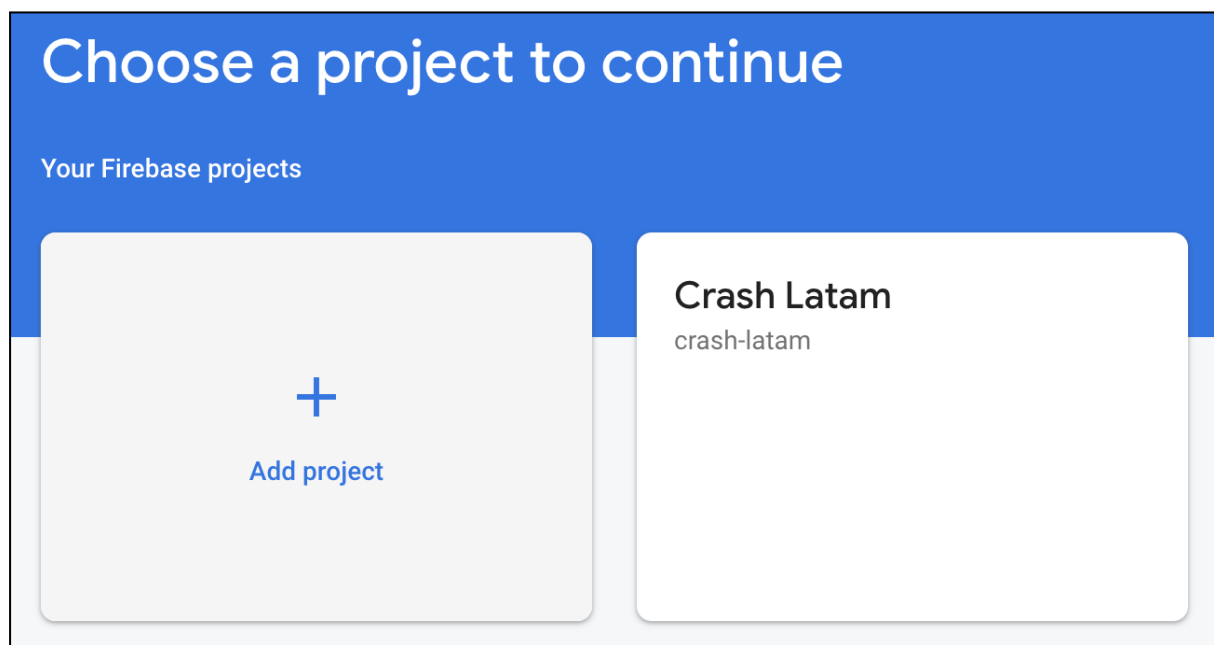 Choose a project to continue
Your Firebase projects
Add project
Crash Latam
crash-latam